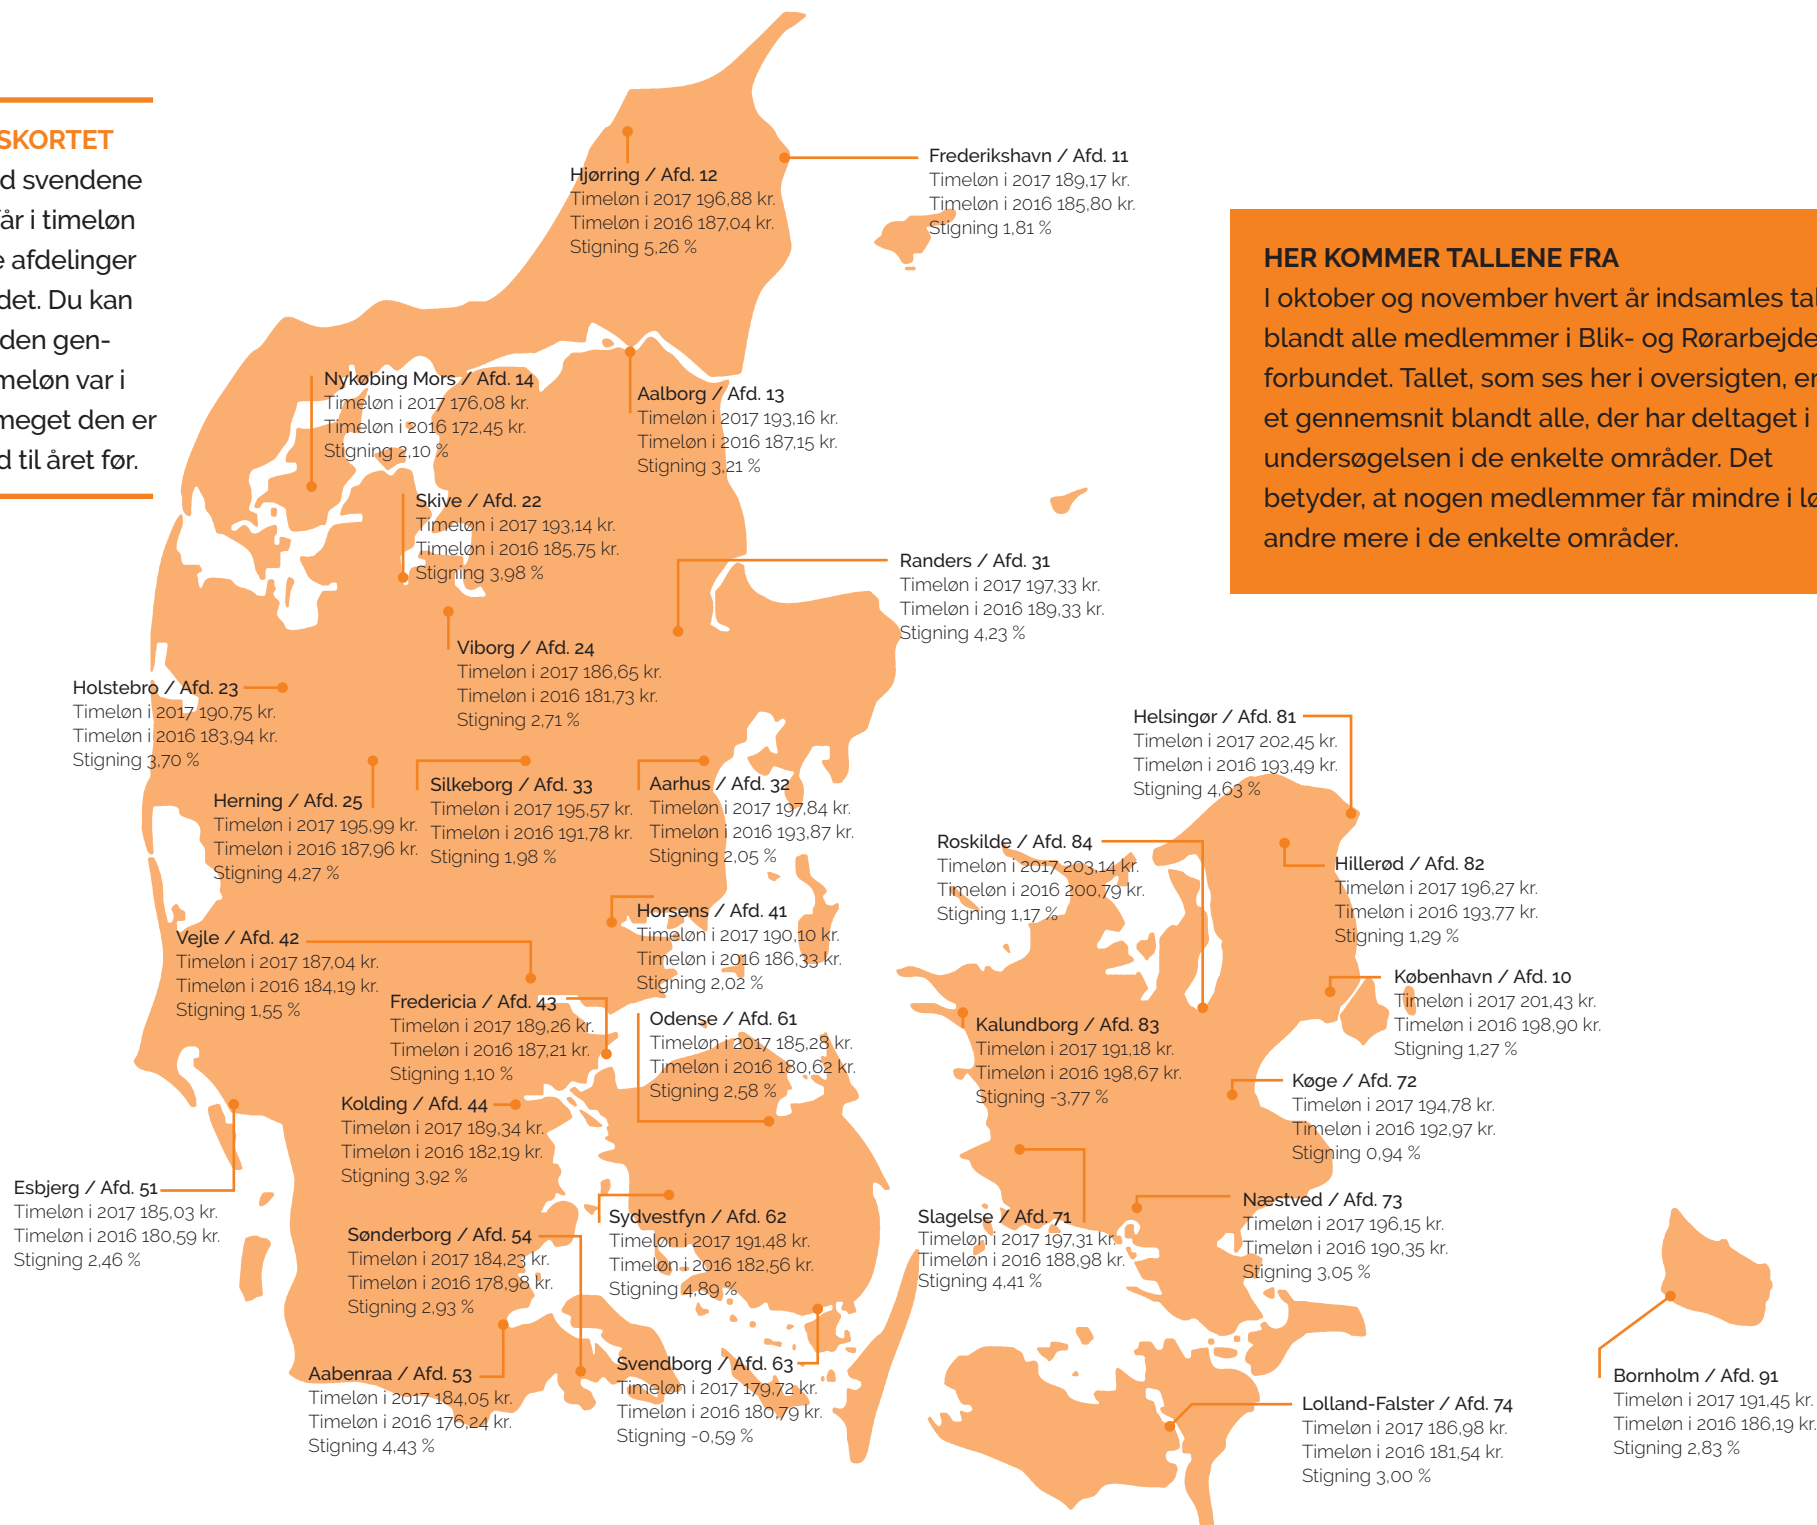 SKORTET
d svendene
får i timeløn
e afdelinger
det. Du kan
den gen-
meløn var i
meget den er
d til året før.
Hjørring / Afd. 12
Timeløn i 2017 196,88 kr.
Timeløn i 2016 187,04 kr.
Stigning 5,26 %
Frederikshavn / Afd. 11
Timeløn i 2017 189,17 kr.
Timeløn i 2016 185,80 kr.
Stigning 1,81 %
HER KOMMER TALLENE FRA
I oktober og november hvert år indsamles tal
blandt alle medlemmer i Blik- og Rørarbejder
forbundet. Tallet, som ses her i oversigten, er
et gennemsnit blandt alle, der har deltaget i
undersøgelsen i de enkelte områder. Det
betyder, at nogen medlemmer får mindre i lø
andre mere i de enkelte områder.
Nykøbing Mors / Afd. 14
Timeløn i 2017 176,08 kr.
Timeløn i 2016 172,45 kr.
Stigning 2,10 %
Aalborg / Afd. 13
Timeløn i 2017 193,16 kr.
Timeløn i 2016 187,15 kr.
Stigning 3,21 %
Skive / Afd. 22
Timeløn i 2017 193,14 kr.
Timeløn i 2016 185,75 kr.
Stigning 3,98 %
Randers / Afd. 31
Timeløn i 2017 197,33 kr.
Timeløn i 2016 189,33 kr.
Stigning 4,23 %
Viborg / Afd. 24
Timeløn i 2017 186,65 kr.
Timeløn i 2016 181,73 kr.
Stigning 2,71 %
Holstebro / Afd. 23
Timeløn i 2017 190,75 kr.
Timeløn i 2016 183,94 kr.
Stigning 3,70 %
Helsingør / Afd. 81
Timeløn i 2017 202,45 kr.
Timeløn i 2016 193,49 kr.
Stigning 4,63 %
Herning / Afd. 25
Timeløn i 2017 195,99 kr.
Timeløn i 2016 187,96 kr.
Stigning 4,27 %
Silkeborg / Afd. 33
Timeløn i 2017 195,57 kr.
Timeløn i 2016 191,78 kr.
Stigning 1,98 %
Aarhus / Afd. 32
Timeløn i 2017 197,84 kr.
Timeløn i 2016 193,87 kr.
Stigning 2,05 %
Roskilde / Afd. 84
Timeløn i 2017 203,14 kr.
Timeløn i 2016 200,79 kr.
Stigning 1,17 %
Hillerød / Afd. 82
Timeløn i 2017 196,27 kr.
Timeløn i 2016 193,77 kr.
Stigning 1,29 %
Horsens / Afd. 41
Timeløn i 2017 190,10 kr.
Timeløn i 2016 186,33 kr.
Stigning 2,02 %
Vejle / Afd. 42
Timeløn i 2017 187,04 kr.
Timeløn i 2016 184,19 kr.
Stigning 1,55 %
København / Afd. 10
Timeløn i 2017 201,43 kr.
Timeløn i 2016 198,90 kr.
Stigning 1,27 %
Fredericia / Afd. 43
Timeløn i 2017 189,26 kr.
Timeløn i 2016 187,21 kr.
Stigning 1,10 %
Odense / Afd. 61
Timeløn i 2017 185,28 kr.
Timeløn i 2016 180,62 kr.
Stigning 2,58 %
Kalundborg / Afd. 83
Timeløn i 2017 191,18 kr.
Timeløn i 2016 198,67 kr.
Stigning -3,77 %
Køge / Afd. 72
Timeløn i 2017 194,78 kr.
Timeløn i 2016 192,97 kr.
Stigning 0,94 %
Kolding / Afd. 44
Timeløn i 2017 189,34 kr.
Timeløn i 2016 182,19 kr.
Stigning 3,92 %
Esbjerg / Afd. 51
Timeløn i 2017 185,03 kr.
Timeløn i 2016 180,59 kr.
Stigning 2,46 %
Sønderborg / Afd. 54
Timeløn i 2017 184,23 kr.
Timeløn i 2016 178,98 kr.
Stigning 2,93 %
Sydvestfyn / Afd. 62
Timeløn i 2017 191,48 kr.
Timeløn i 2016 182,56 kr.
Stigning 4,89 %
Slagelse / Afd. 71
Timeløn i 2017 197,31 kr.
Timeløn i 2016 188,98 kr.
Stigning 4,41 %
Næstved / Afd. 73
Timeløn i 2017 196,15 kr.
Timeløn i 2016 190,35 kr.
Stigning 3,05 %
Aabenraa / Afd. 53
Timeløn i 2017 184,05 kr.
Timeløn i 2016 176,24 kr.
Stigning 4,43 %
Svendborg / Afd. 63
Timeløn i 2017 179,72 kr.
Timeløn i 2016 180,79 kr.
Stigning -0,59 %
Lolland-Falster / Afd. 74
Timeløn i 2017 186,98 kr.
Timeløn i 2016 181,54 kr.
Stigning 3,00 %
Bornholm / Afd. 91
Timeløn i 2017 191,45 kr.
Timeløn i 2016 186,19 kr.
Stigning 2,83 %